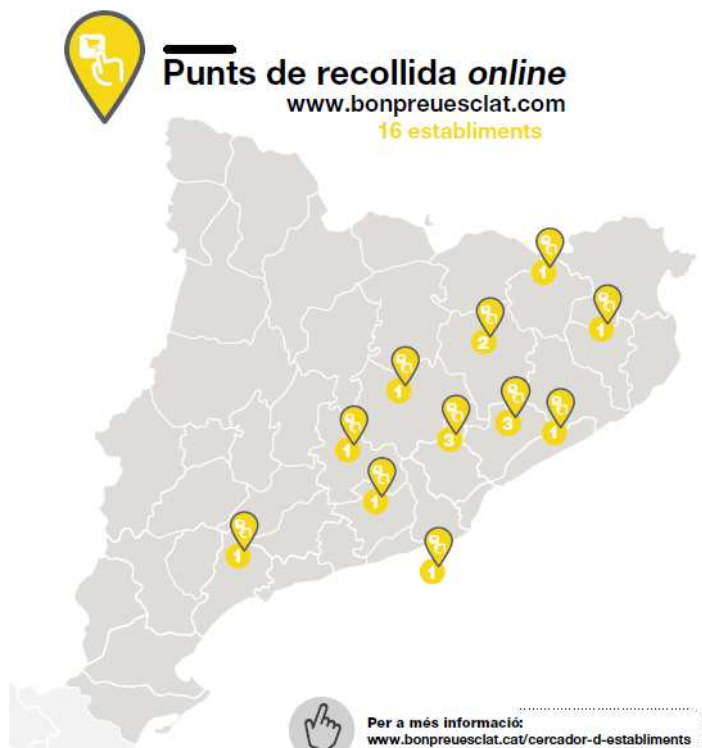 Punts de recollida online
www.bonpreuesclat.com
16 establiments
1
1
2
1
3
3
1
1
1
1
1
Per a més informació:
www.bonpreuesclat.cat/cercador-d-establiments